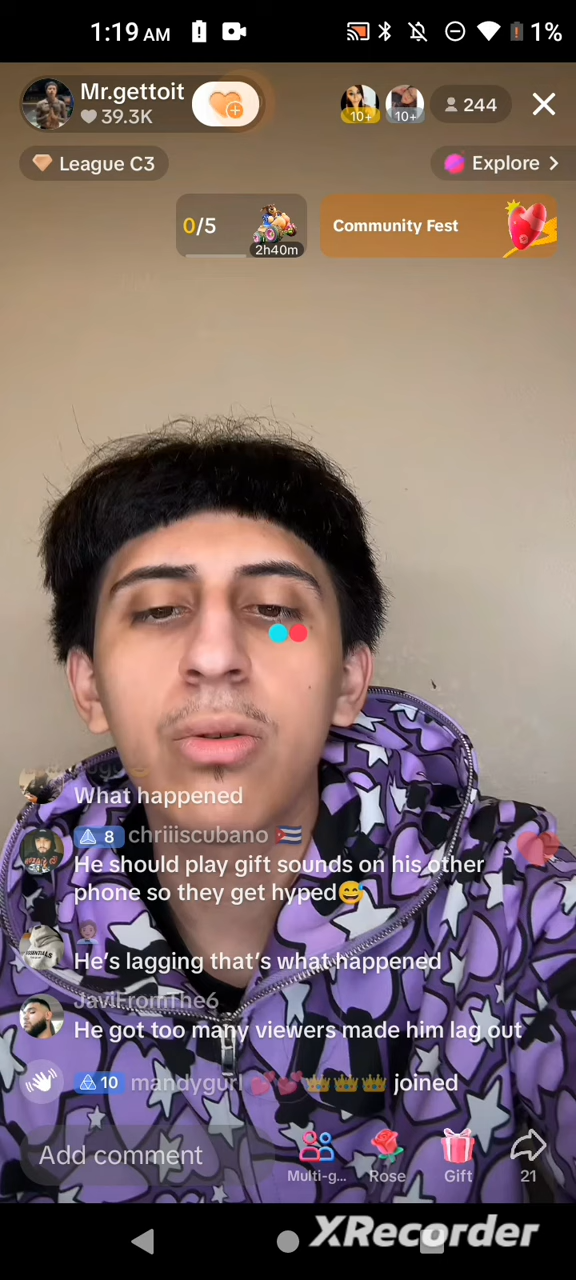 1:19 AM
1%
Mr.gettoit
39.3K
10+
10+
244
League C3
Explore >
0/5
2h40m
Community Fest
What happened
8 chriiiscubano
He should play gift sounds on his other
phone so they get hyped😅
He's lagging that's what happened
JaviFromThe6
He got too many viewers made him lag out
10 mandygurl 💕💕👑👑👑 joined
Add comment
Multi-g...
Rose
Gift
21
XRecorder